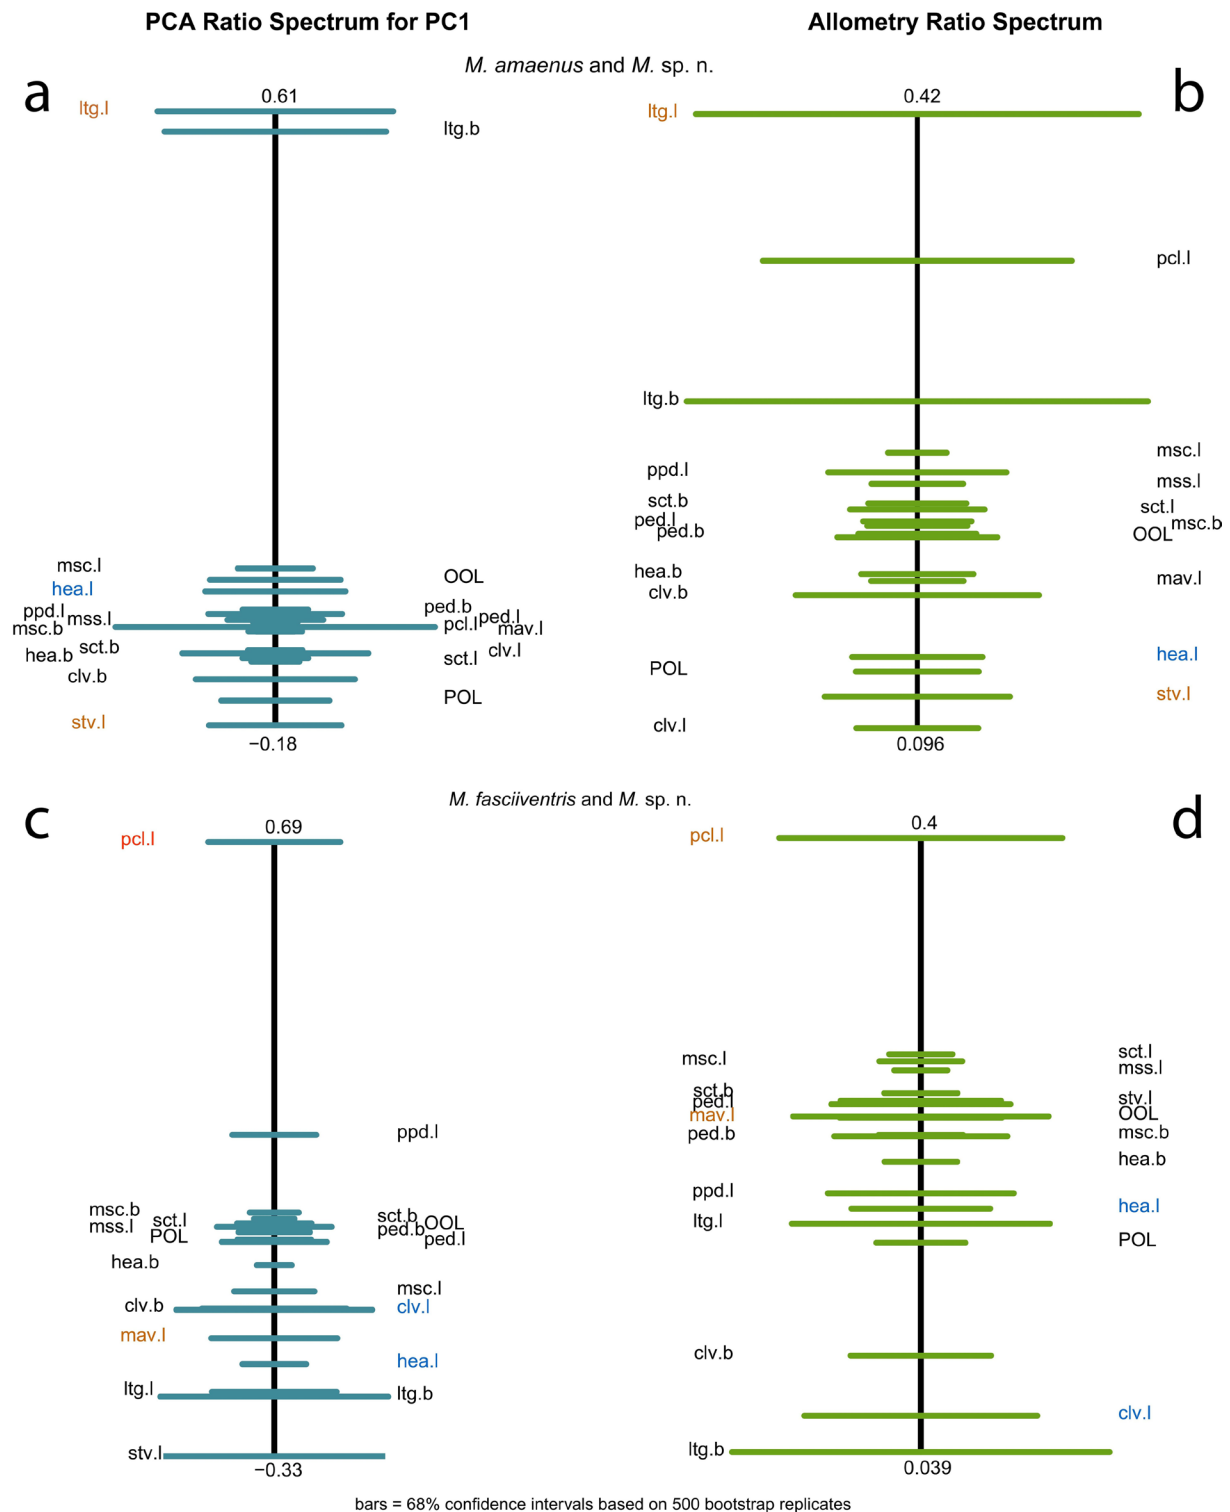 PCA Ratio Spectrum for PC1
Allometry Ratio Spectrum
M. amaenus and M. sp. n.
a
b
0.61
ltg.l
ltg.b
msc.l
hea.l
OOL
ppd.l
mss.l
msc.b
ped.b
pcl.l
ped.l
mav.l
hea.b
sct.b
clv.l
sct.l
clv.b
POL
stv.l
−0.18
0.42
ltg.l
pcl.l
ltg.b
msc.l
ppd.l
mss.l
sct.b
sct.l
ped.l
msc.b
ped.b
OOL
hea.b
mav.l
clv.b
hea.l
POL
stv.l
clv.l
0.096
M. fasciiventris and M. sp. n.
c
d
0.69
pcl.l
ppd.l
msc.b
mss.l
sct.l
POL
sct.b
OOL
ped.b
ped.l
hea.b
msc.l
clv.b
clv.l
mav.l
hea.l
ltg.l
ltg.b
stv.l
−0.33
0.4
pcl.l
sct.l
msc.l
mss.l
sct.b
ped.l
stv.l
mav.l
OOL
ped.b
msc.b
hea.b
ppd.l
hea.l
ltg.l
POL
clv.b
clv.l
ltg.b
0.039
bars = 68% confidence intervals based on 500 bootstrap replicates